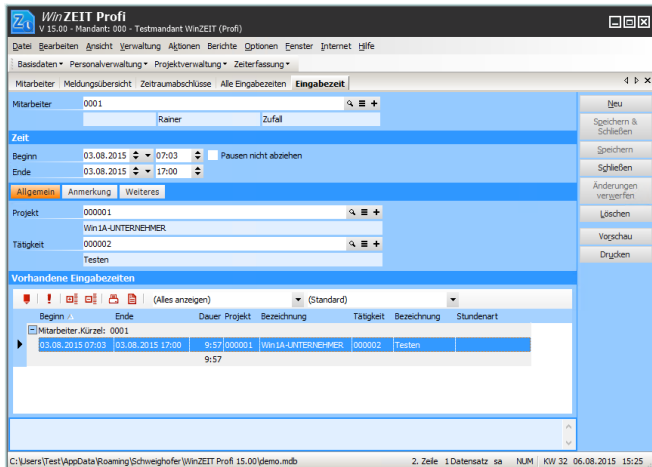 WinZEIT Profi
V 15.00 - Mandant: 000 - Testmandant WinZEIT (Profi)
Datei Bearbeiten Ansicht Verwaltung Aktionen Berichte Optionen Fenster Internet Hilfe
Basisdaten Personalverwaltung Projektverwaltung Zeiterfassung
Mitarbeiter Meldungsübersicht Zeitraumabschlüsse Alle Eingabezeiten Eingabezeit
Mitarbeiter 0001
Rainer Zufall
Zeit
Beginn 03.08.2015 07:03 Pausen nicht abziehen
Ende 03.08.2015 17:00
Allgemein Anmerkung Weiteres
Projekt 000001
Win1A-UNTERNEHMER
Tätigkeit 000002
Testen
Neu
Speichern &
Schließen
Speichern
Schließen
Änderungen
verwerfen
Löschen
Vorschau
Drucken
Vorhandene Eingabezeiten
(Alles anzeigen) (Standard)
Beginn Ende Dauer Projekt Bezeichnung Tätigkeit Bezeichnung Stundenart
Mitarbeiter.Kürzel: 0001
03.08.2015 07:03 03.08.2015 17:00 9:57 000001 Win1A-UNTERNEHMER 000002 Testen
9:57
C:\Users\Test\AppData\Roaming\Schweighofer\WinZEIT Profi 15.00\demo.mdb 2. Zeile 1 Datensatz sa NUM KW 32 06.08.2015 15:25